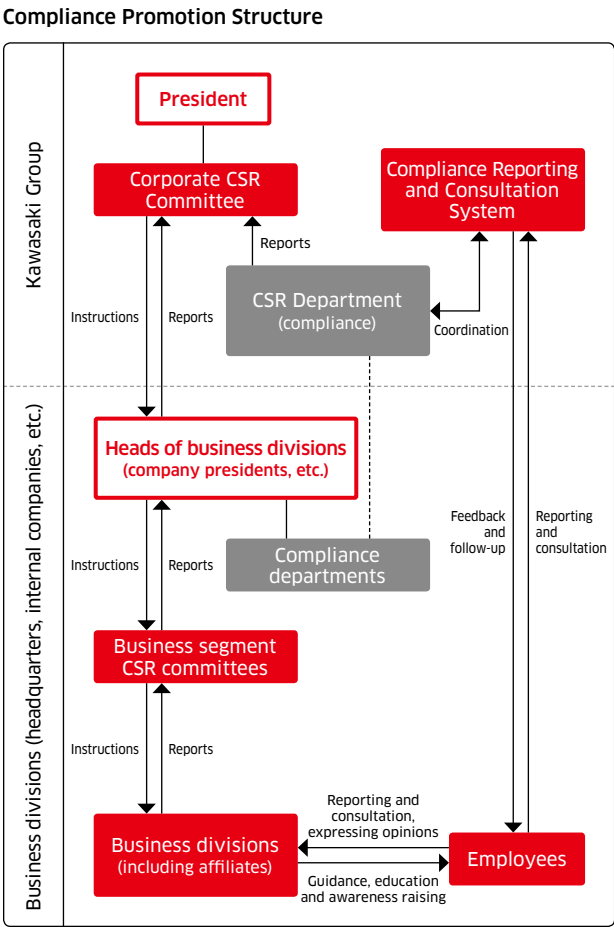 Compliance Promotion Structure
Kawasaki Group
President
Corporate CSR
Committee
Compliance Reporting
and Consultation
System
Reports
CSR Department
(compliance)
Instructions
Reports
Coordination
Business divisions (headquarters, internal companies, etc.)
Heads of business divisions
(company presidents, etc.)
Feedback
and
follow-up
Reporting
and
consultation
Instructions
Reports
Compliance
departments
Business segment
CSR committees
Instructions
Reports
Reporting and
consultation,
expressing opinions
Business divisions
(including affiliates)
Employees
Guidance, education
and awareness raising